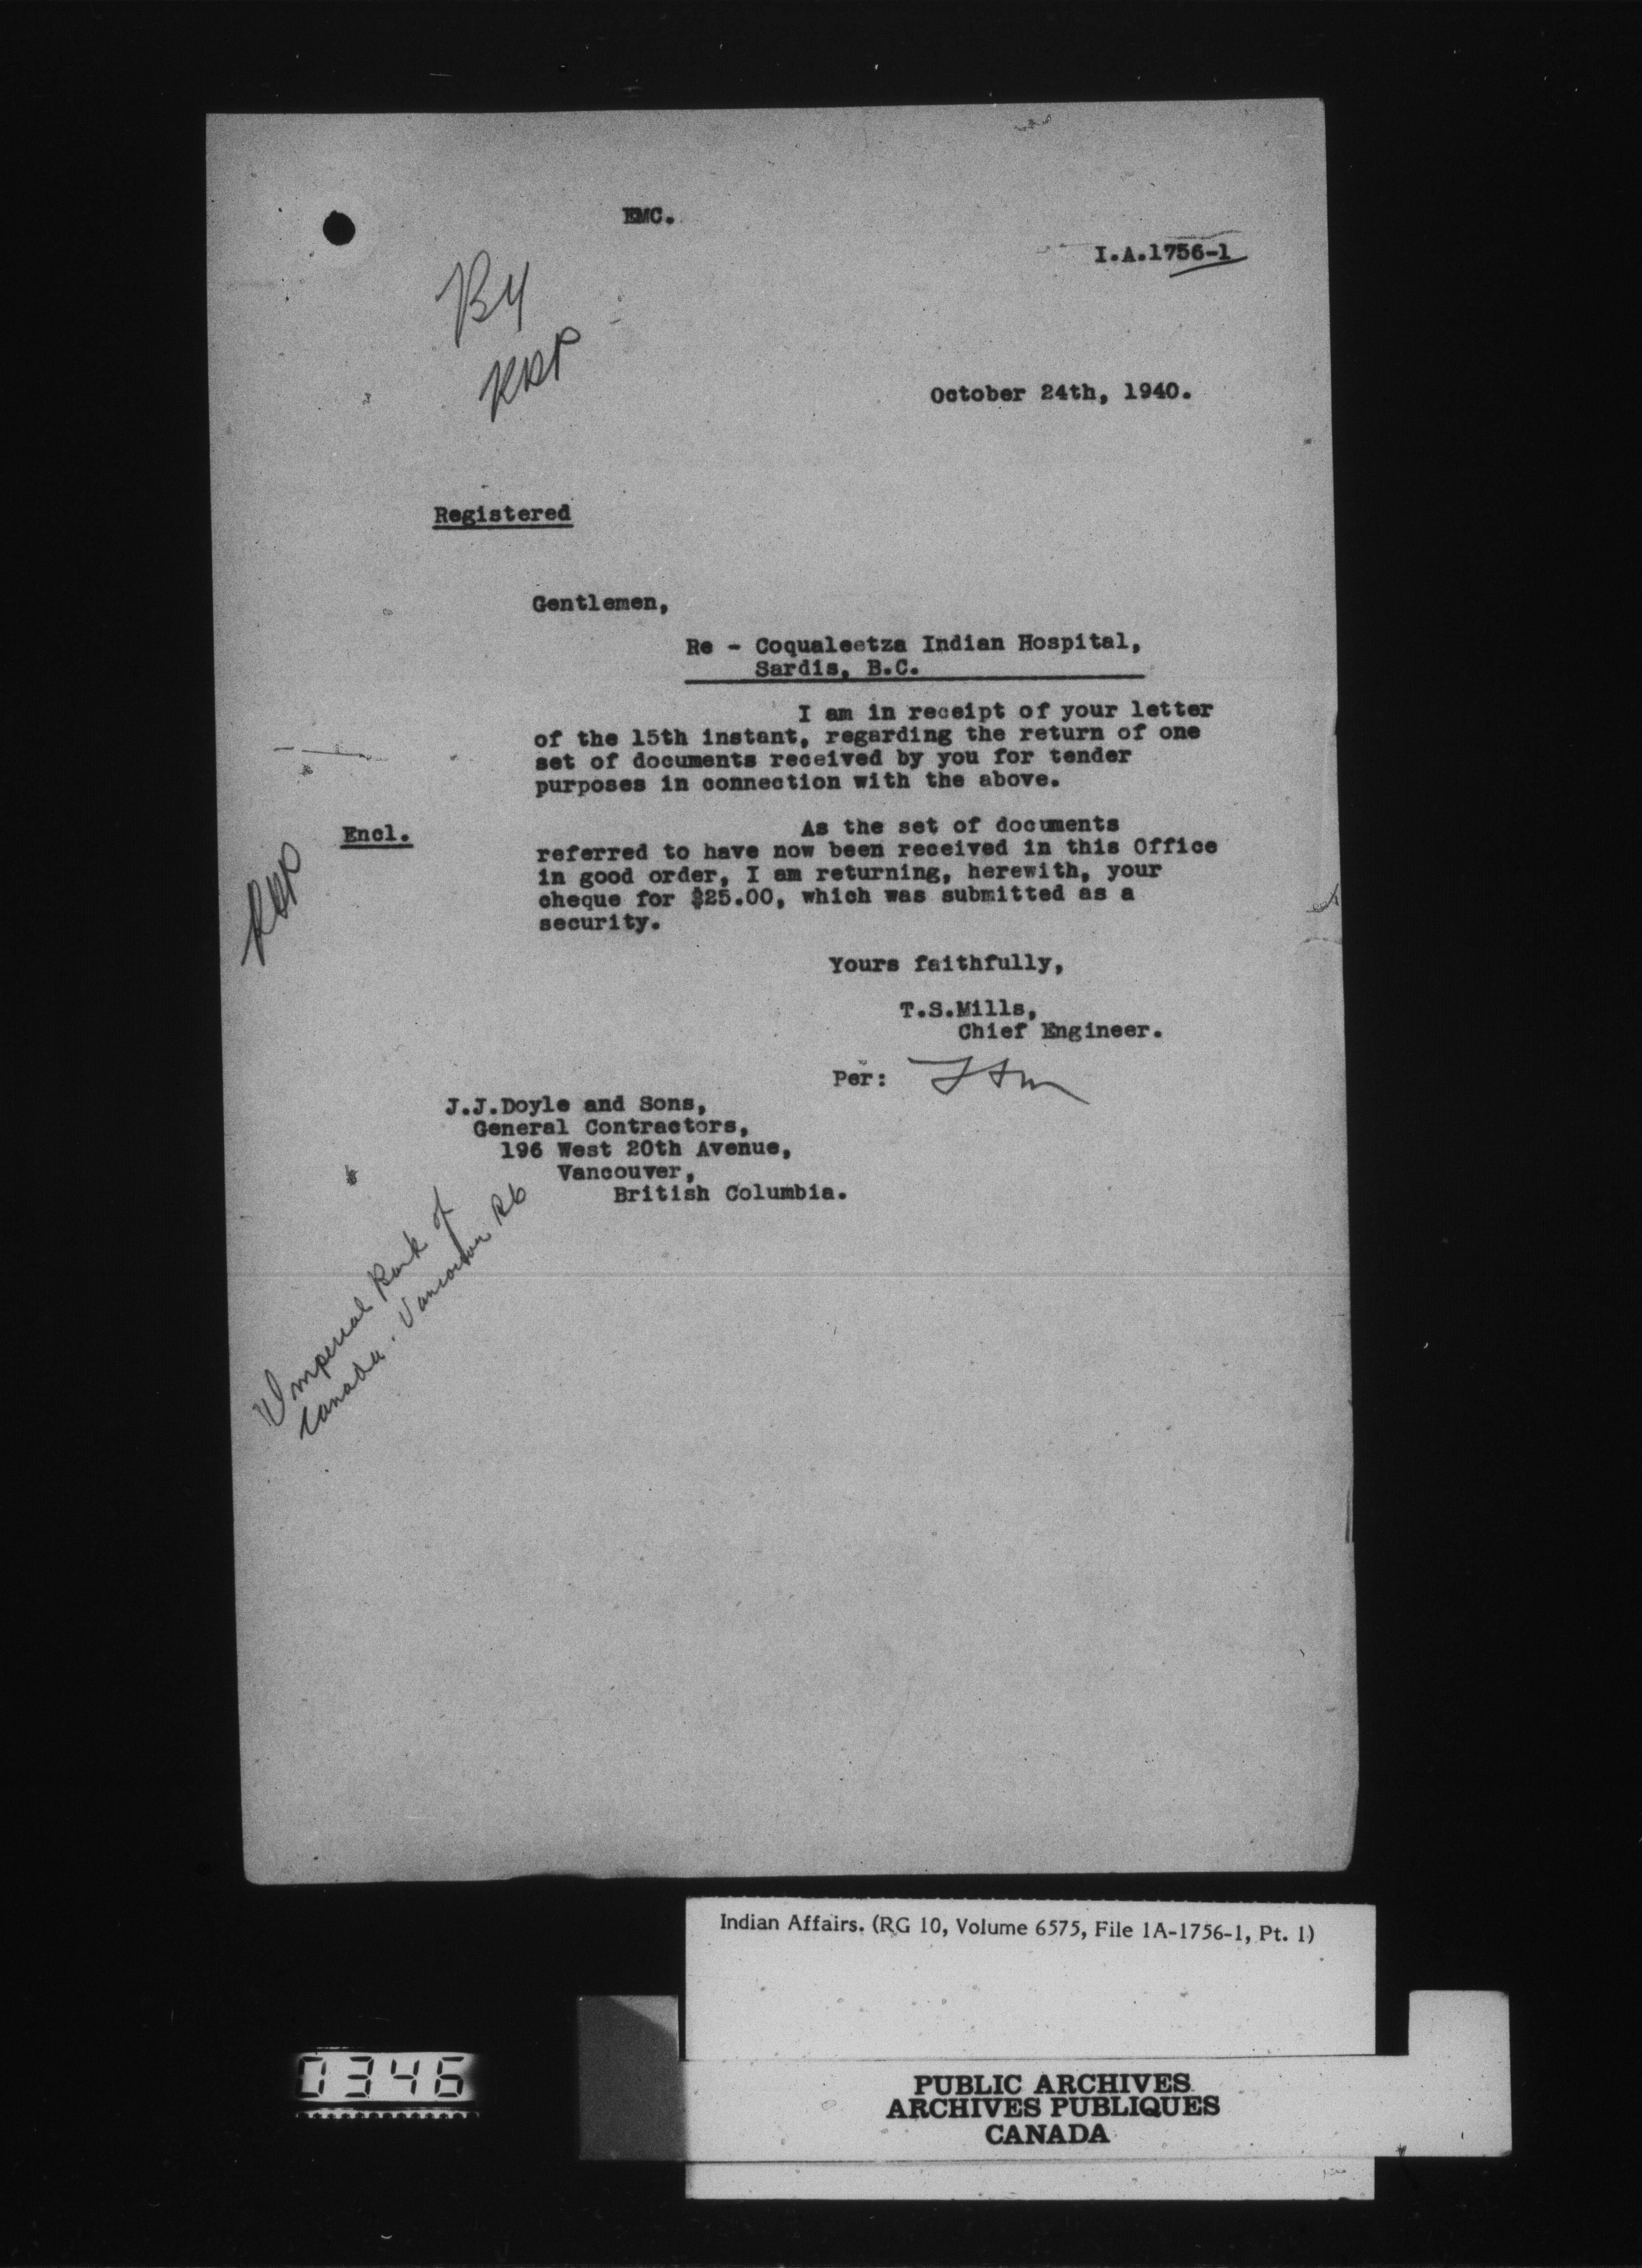 EMC.
I.A.1756-1
October 24th, 1940.
Registered
Gentlemen,
Re - Coqualeetza Indian Hospital,
Sardis, B.C.
I am in receipt of your letter
of the 15th instant, regarding the return of one
set of documents received by you for tender
purposes in connection with the above.
Encl.
As the set of documents
referred to have now been received in this Office
in good order, I am returning, herewith, your
cheque for $25.00, which was submitted as a
security.
Yours faithfully,
T.S.Mills,
Chief Engineer.
Per:
J.J.Doyle and Sons,
General Contractors,
196 West 20th Avenue,
Vancouver,
British Columbia.
Imperial Bank of
Canada. Vancouver
Indian Affairs. (RG 10, Volume 6575, File 1A-1756-1, Pt. 1)
0346
PUBLIC ARCHIVES
ARCHIVES PUBLIQUES
CANADA